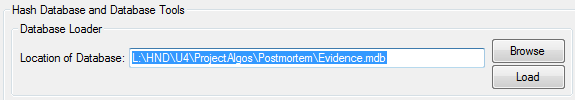 Hash Database and Database Tools
Database Loader
Location of Database: L:\HND\U4\ProjectAlgos\Postmortem\Evidence.mdb Browse
Load